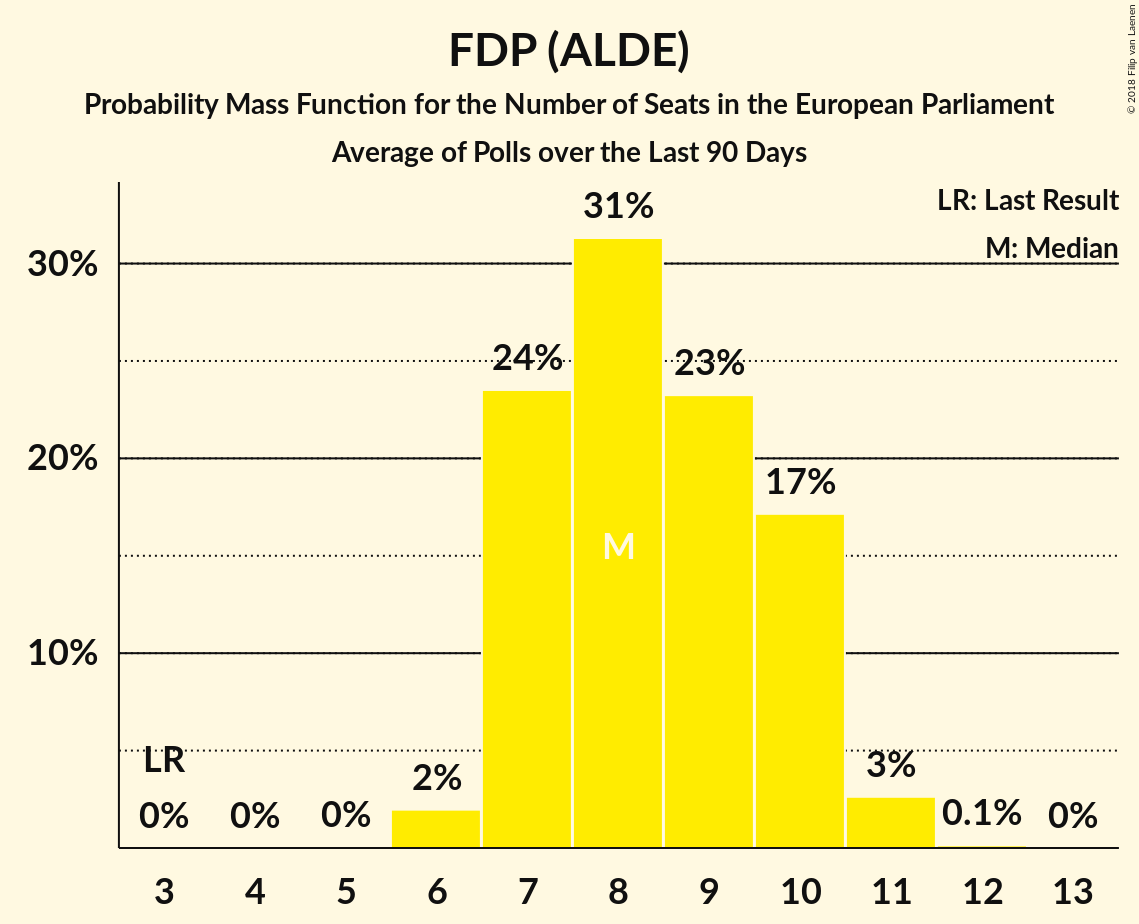 FDP (ALDE)
Probability Mass Function for the Number of Seats in the European Parliament
Average of Polls over the Last 90 Days
© 2018 Filip van Laenen
LR: Last Result
M: Median
30%
20%
10%
31%
24%
23%
17%
M
LR
0%
0%
0%
2%
3%
0.1%
0%
3 4 5 6 7 8 9 10 11 12 13